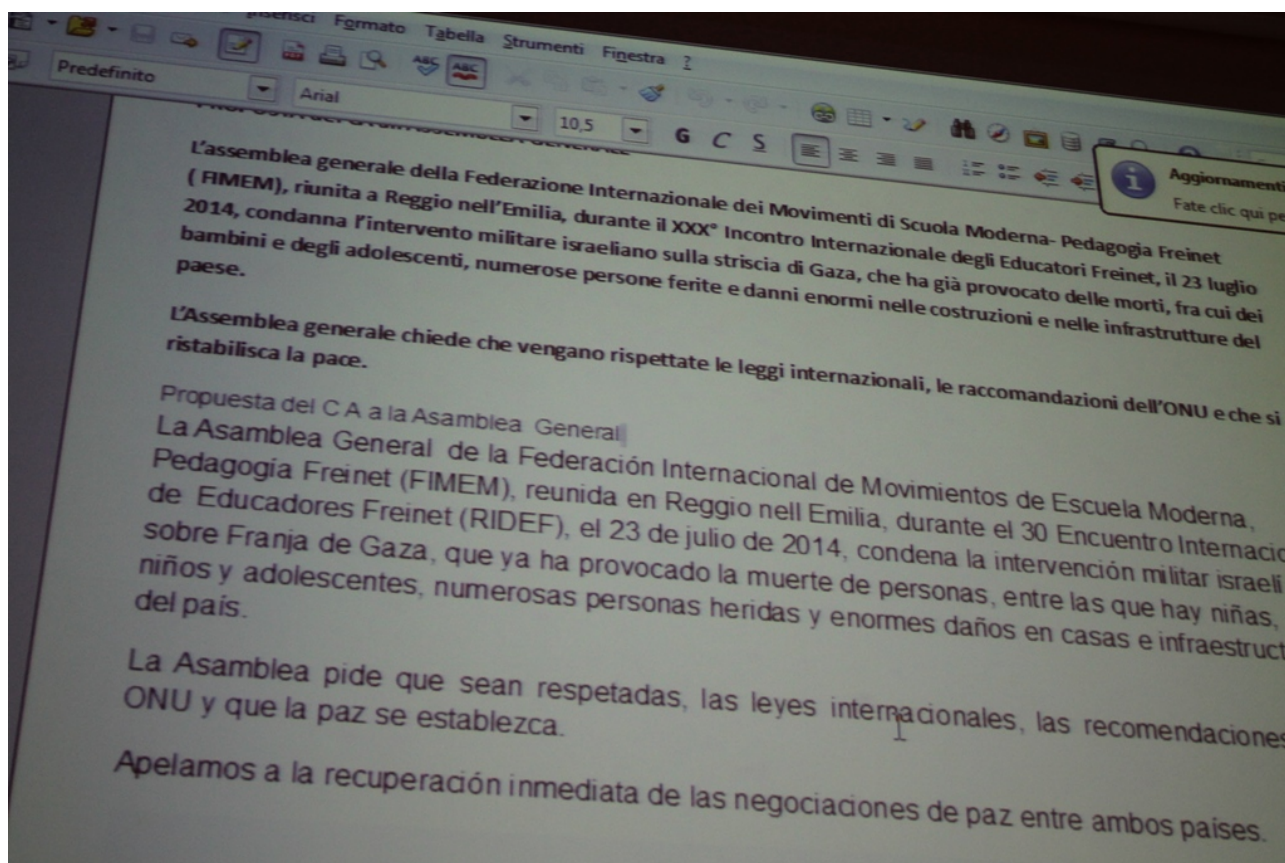 Inserisci Formato Tabella Strumenti Finestra ?
Predefinito Arial 10,5 G C S
Aggiornamenti
Fate clic qui pe
L'assemblea generale della Federazione Internazionale dei Movimenti di Scuola Moderna- Pedagogia Freinet
( FIMEM), riunita a Reggio nell'Emilia, durante il XXX° Incontro Internazionale degli Educatori Freinet, il 23 luglio
2014, condanna l'intervento militare israeliano sulla striscia di Gaza, che ha già provocato delle morti, fra cui dei
bambini e degli adolescenti, numerose persone ferite e danni enormi nelle costruzioni e nelle infrastrutture del
paese.
L'Assemblea generale chiede che vengano rispettate le leggi internazionali, le raccomandazioni dell'ONU e che si
ristabilisca la pace.
Propuesta del C A a la Asamblea General
La Asamblea General de la Federación Internacional de Movimientos de Escuela Moderna,
Pedagogía Freinet (FIMEM), reunida en Reggio nell Emilia, durante el 30 Encuentro Internacio
de Educadores Freinet (RIDEF), el 23 de julio de 2014, condena la intervención militar israelí
sobre Franja de Gaza, que ya ha provocado la muerte de personas, entre las que hay niñas,
niños y adolescentes, numerosas personas heridas y enormes daños en casas e infraestruct
del país.
La Asamblea pide que sean respetadas, las leyes internacionales, las recomendaciones
ONU y que la paz se establezca.
Apelamos a la recuperación inmediata de las negociaciones de paz entre ambos países.